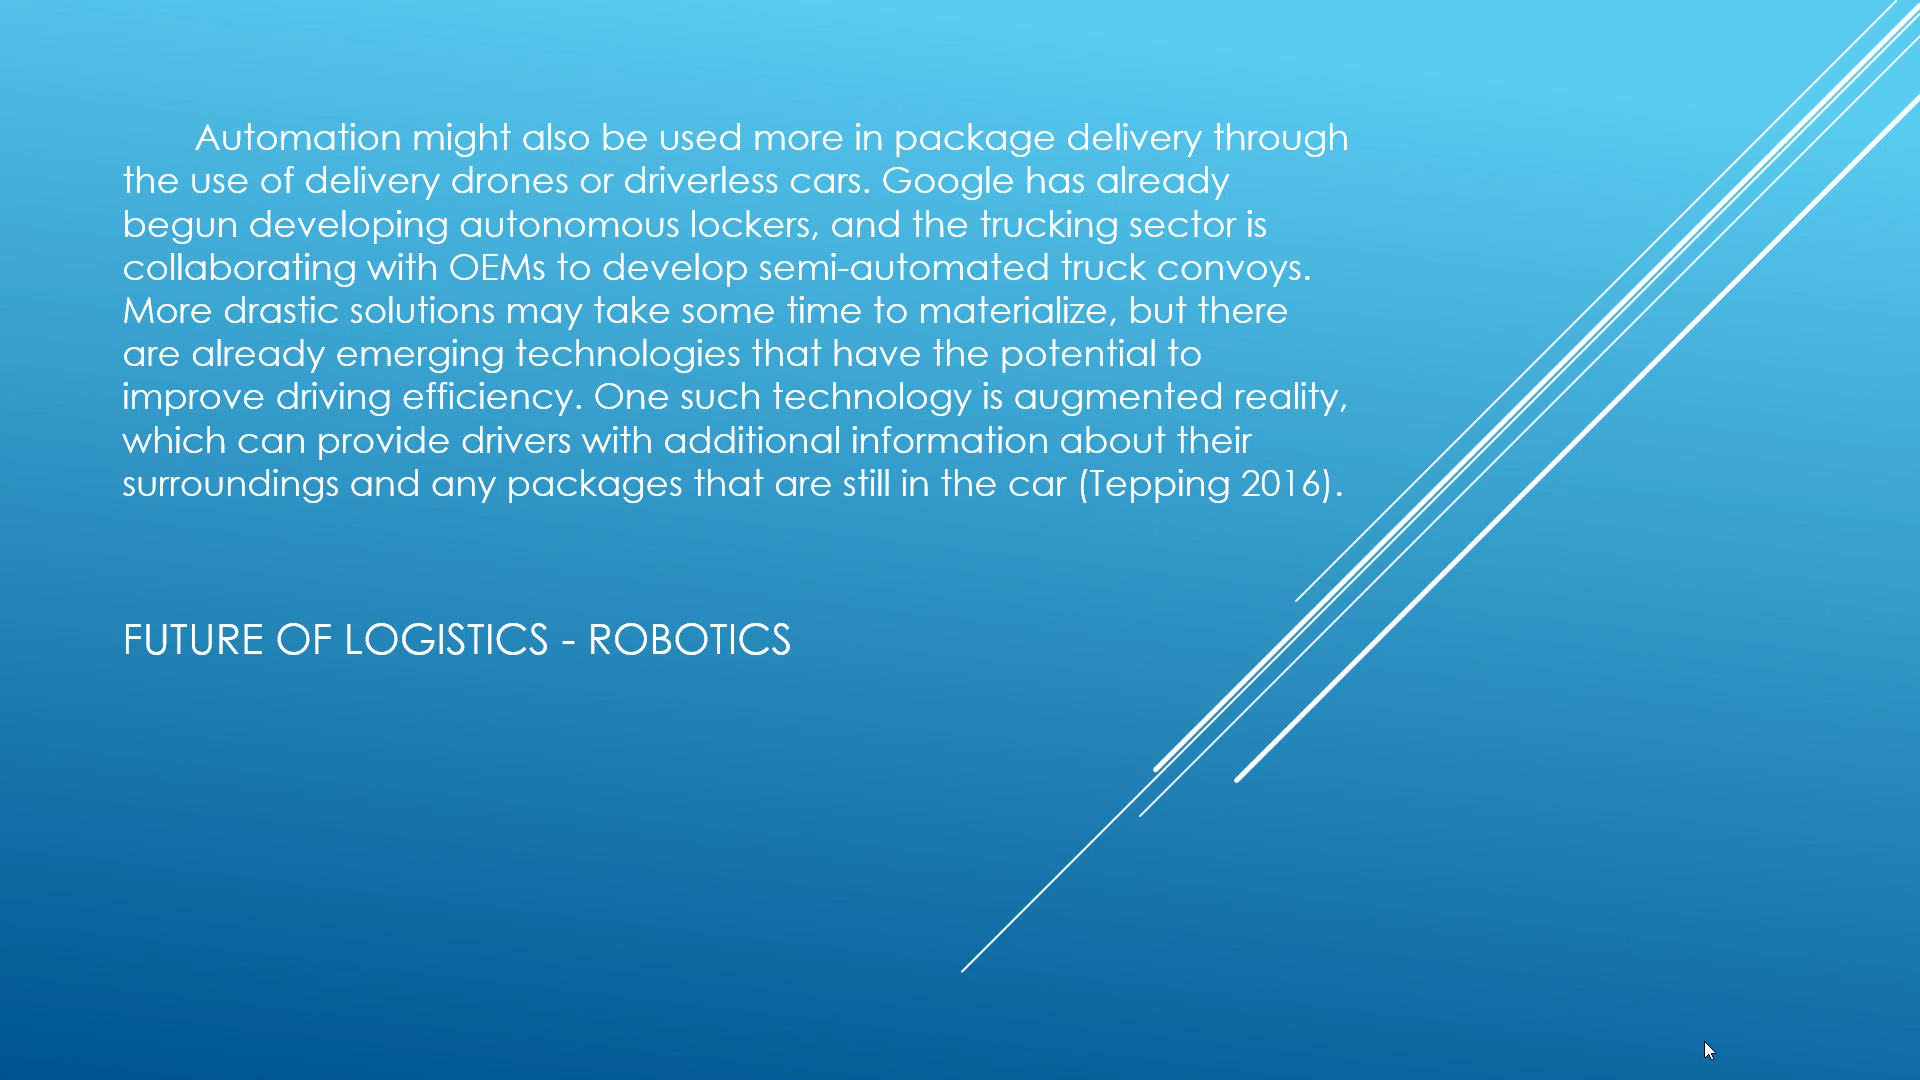 Automation might also be used more in package delivery through
the use of delivery drones or driverless cars. Google has already
begun developing autonomous lockers, and the trucking sector is
collaborating with OEMs to develop semi-automated truck convoys.
More drastic solutions may take some time to materialize, but there
are already emerging technologies that have the potential to
improve driving efficiency. One such technology is augmented reality,
which can provide drivers with additional information about their
surroundings and any packages that are still in the car (Tepping 2016).
FUTURE OF LOGISTICS - ROBOTICS